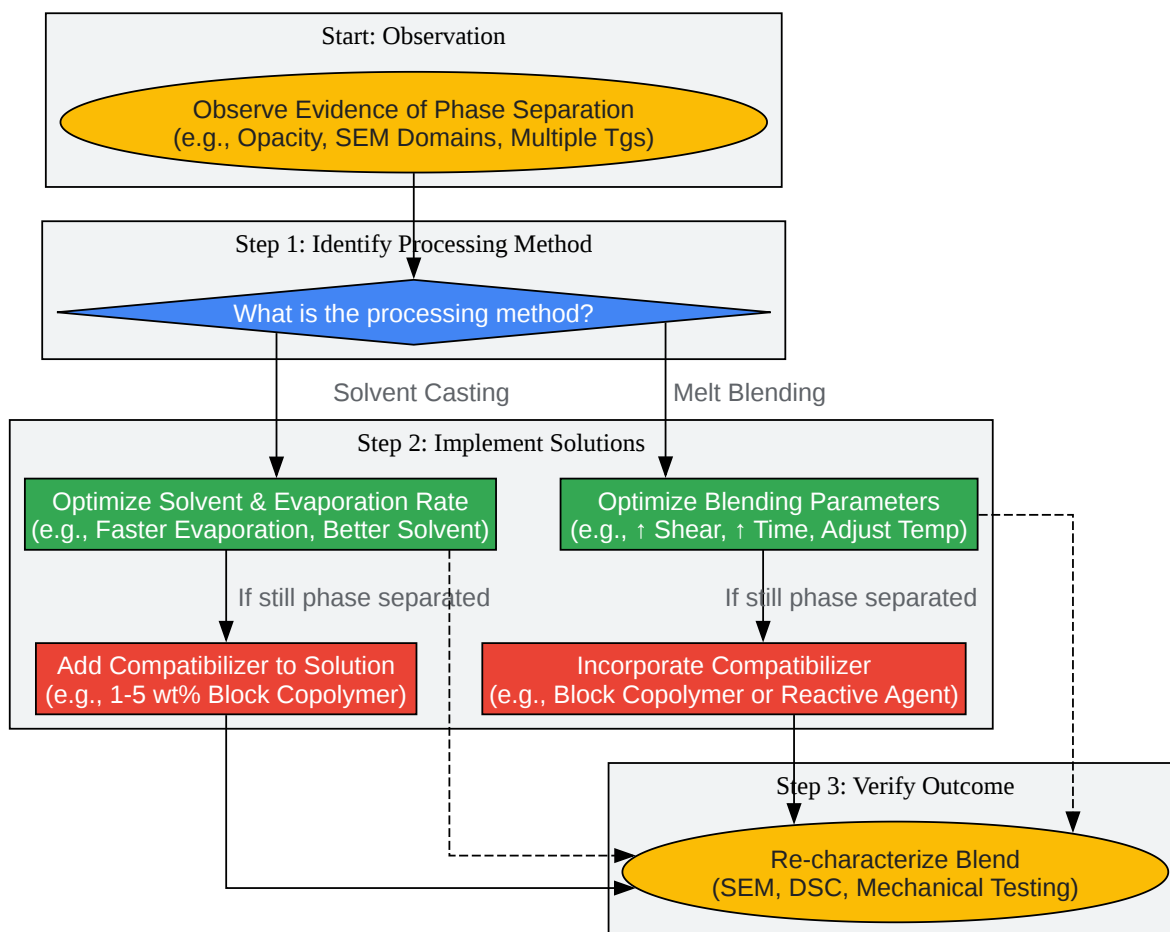 Start: Observation
Observe Evidence of Phase Separation
(e.g., Opacity, SEM Domains, Multiple Tgs)
Step 1: Identify Processing Method
What is the processing method?
Solvent Casting
Melt Blending
Step 2: Implement Solutions
Optimize Solvent & Evaporation Rate
(e.g., Faster Evaporation, Better Solvent)
Optimize Blending Parameters
(e.g., ↑ Shear, ↑ Time, Adjust Temp)
If still phase separated
If still phase separated
Add Compatibilizer to Solution
(e.g., 1-5 wt% Block Copolymer)
Incorporate Compatibilizer
(e.g., Block Copolymer or Reactive Agent)
Step 3: Verify Outcome
Re-characterize Blend
(SEM, DSC, Mechanical Testing)